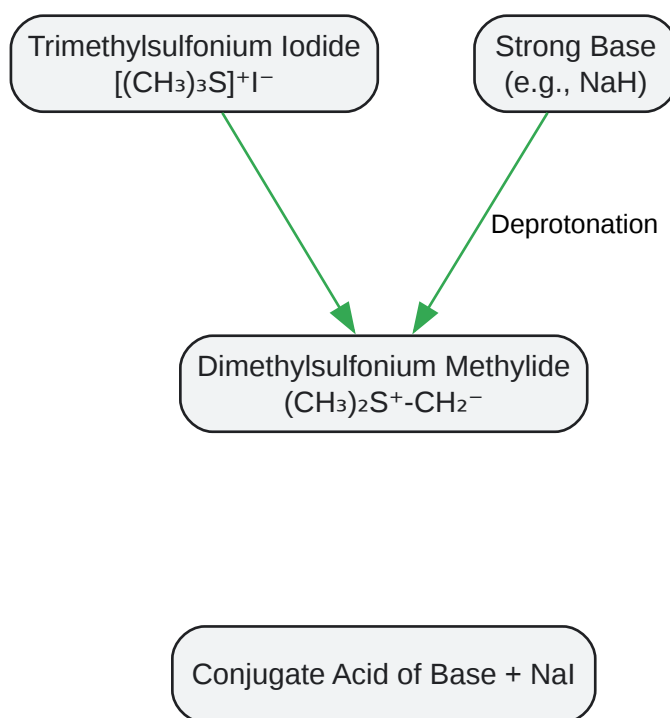 Trimethylsulfonium Iodide
[(CH₃)₃S]⁺I⁻
Strong Base
(e.g., NaH)
Deprotonation
Dimethylsulfonium Methylide
(CH₃)₂S⁺-CH₂⁻
Conjugate Acid of Base + NaI